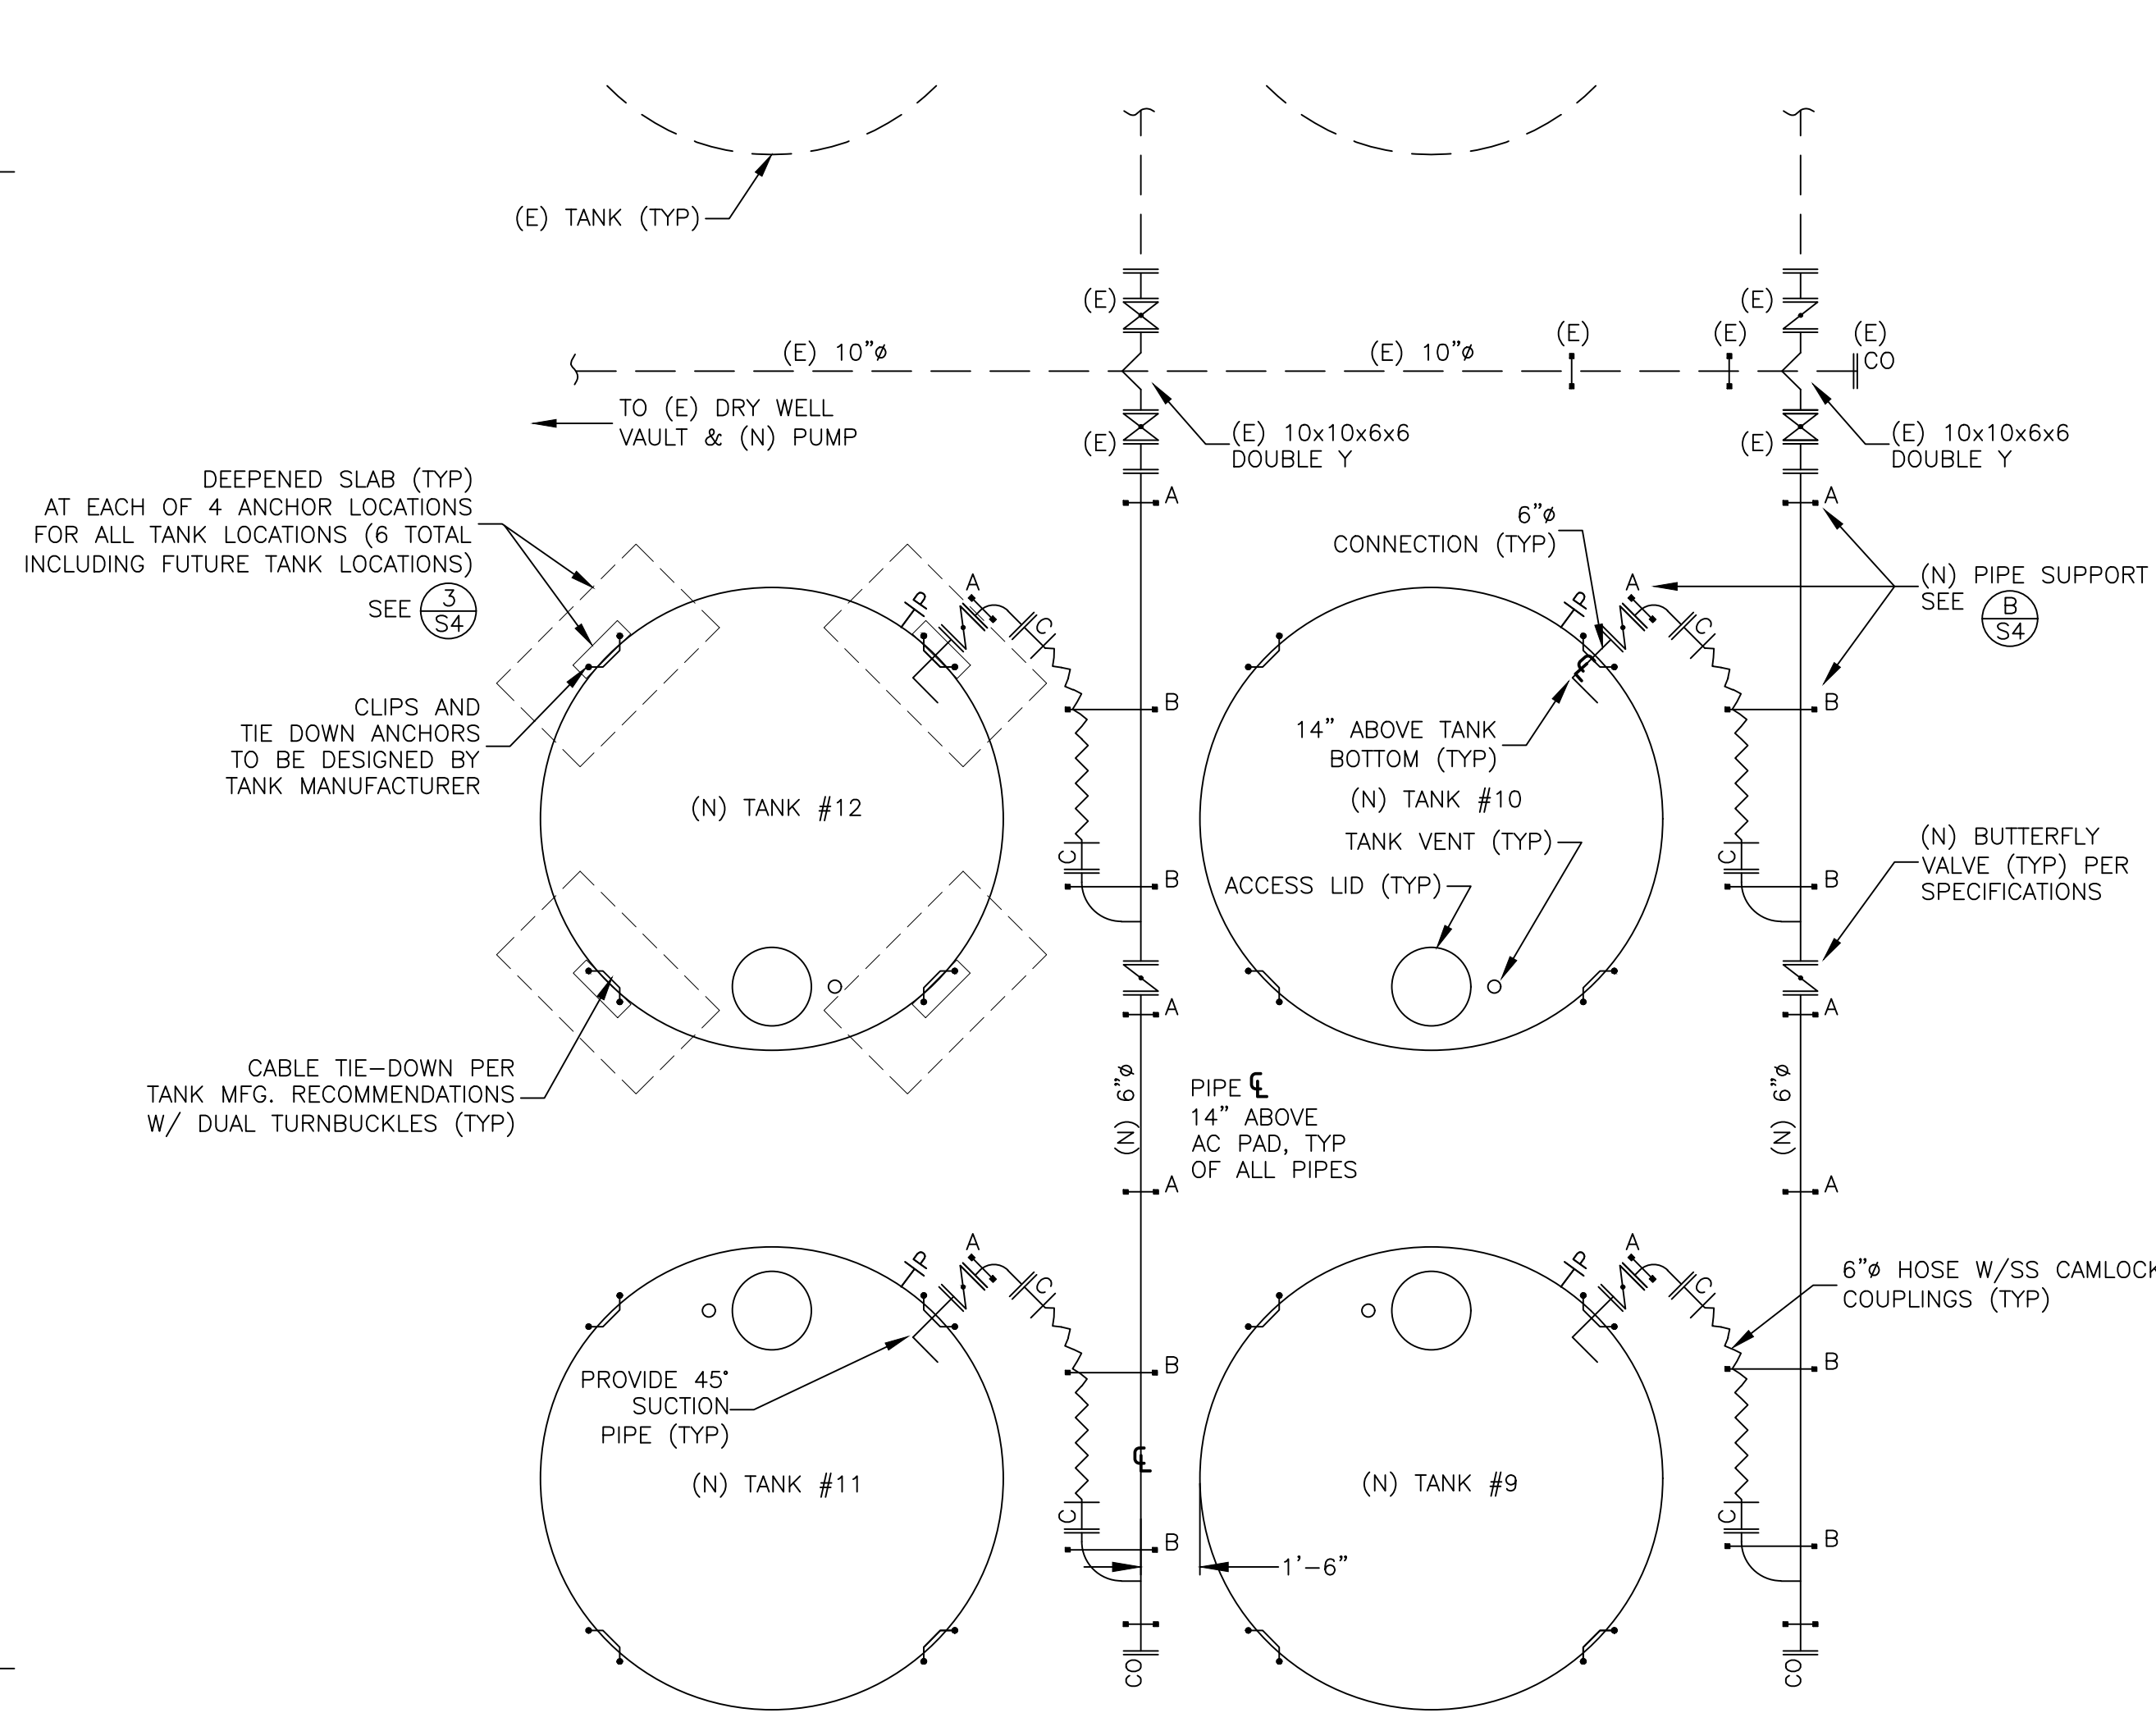 (E) TANK (TYP)
(E)
(E)
(E)
(E)
(E)
(E) 10"ø
(E) 10"ø
CO
TO (E) DRY WELL
VAULT & (N) PUMP
(E)
(E) 10x10x6x6
DOUBLE Y
(E)
(E) 10x10x6x6
DOUBLE Y
DEEPENED SLAB (TYP)
AT EACH OF 4 ANCHOR LOCATIONS
FOR ALL TANK LOCATIONS (6 TOTAL
INCLUDING FUTURE TANK LOCATIONS)
SEE 3
S4
A
A
6"ø
CONNECTION (TYP)
P
A
C
P
A
C
(N) PIPE SUPPORT
SEE B
S4
CLIPS AND
TIE DOWN ANCHORS
TO BE DESIGNED BY
TANK MANUFACTURER
B
B
14" ABOVE TANK
BOTTOM (TYP)
℄
(N) TANK #12
(N) TANK #10
TANK VENT (TYP)
ACCESS LID (TYP)
C
B
C
B
(N) BUTTERFLY
VALVE (TYP) PER
SPECIFICATIONS
A
A
CABLE TIE-DOWN PER
TANK MFG. RECOMMENDATIONS
W/ DUAL TURNBUCKLES (TYP)
(N) 6"ø
PIPE ℄
14" ABOVE
AC PAD, TYP
OF ALL PIPES
(N) 6"ø
A
A
P
A
C
P
A
C
6"ø HOSE W/SS CAMLOCK
COUPLINGS (TYP)
PROVIDE 45°
SUCTION
PIPE (TYP)
B
B
℄
(N) TANK #11
(N) TANK #9
C
B
C
B
1'-6"
CO
CO